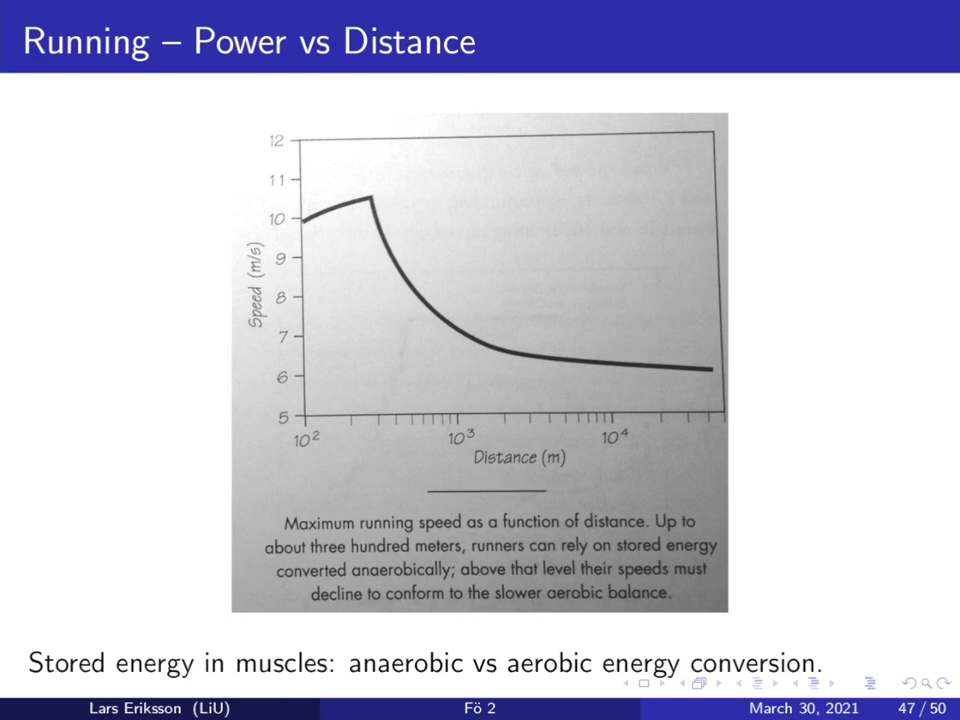 Running – Power vs Distance
12
11
10
9
8
7
6
5
Speed (m/s)
10²
10³
10⁴
Distance (m)
Maximum running speed as a function of distance. Up to
about three hundred meters, runners can rely on stored energy
converted anaerobically; above that level their speeds must
decline to conform to the slower aerobic balance.
Stored energy in muscles: anaerobic vs aerobic energy conversion.
Lars Eriksson (LiU)
Fö 2
March 30, 2021
47 / 50